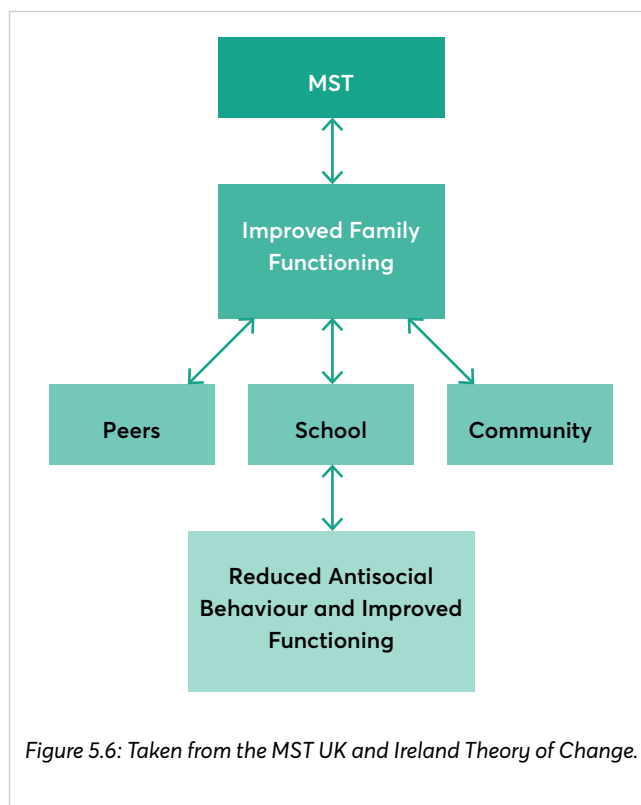 MST
Improved Family
Functioning
Peers
School
Community
Reduced Antisocial
Behaviour and Improved
Functioning
Figure 5.6: Taken from the MST UK and Ireland Theory of Change.